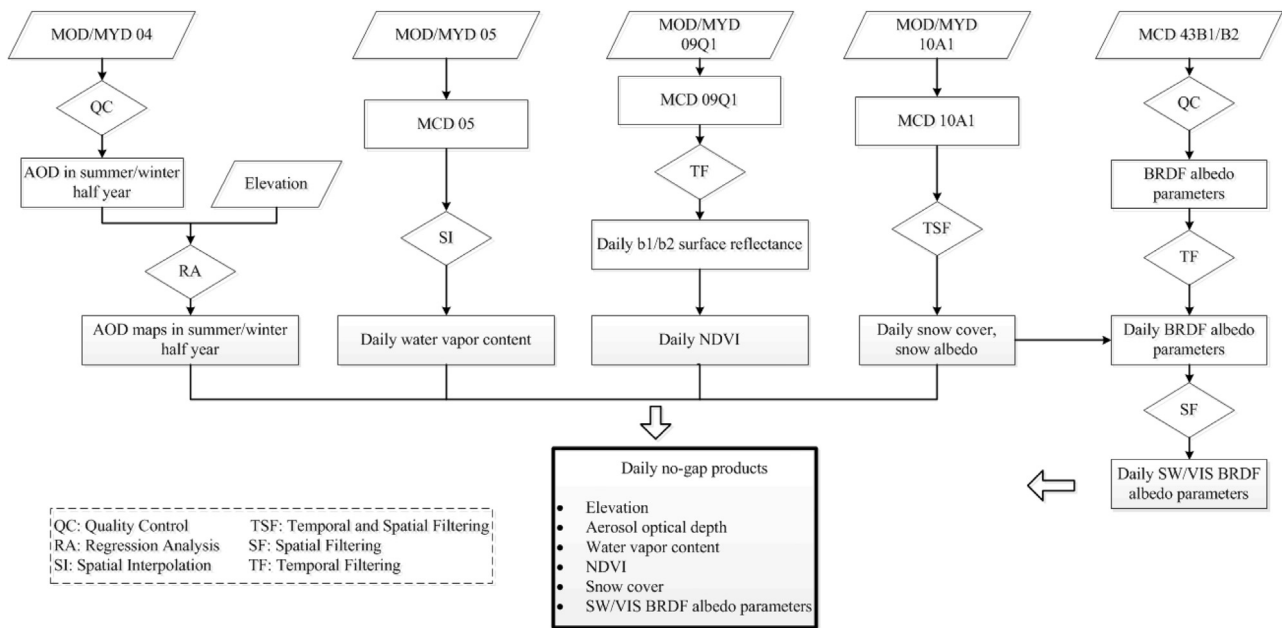 MOD/MYD 04
MOD/MYD 05
MOD/MYD
09Q1
MOD/MYD
10A1
MCD 43B1/B2
QC
MCD 05
MCD 09Q1
MCD 10A1
QC
AOD in summer/winter
half year
Elevation
SI
TF
TSF
BRDF albedo
parameters
RA
Daily b1/b2 surface reflectance
TF
AOD maps in summer/winter
half year
Daily water vapor content
Daily NDVI
Daily snow cover,
snow albedo
Daily BRDF albedo
parameters
SF
Daily SW/VIS BRDF
albedo parameters
Daily no-gap products
• Elevation
• Aerosol optical depth
• Water vapor content
• NDVI
• Snow cover
• SW/VIS BRDF albedo parameters
QC: Quality Control TSF: Temporal and Spatial Filtering
RA: Regression Analysis SF: Spatial Filtering
SI: Spatial Interpolation TF: Temporal Filtering